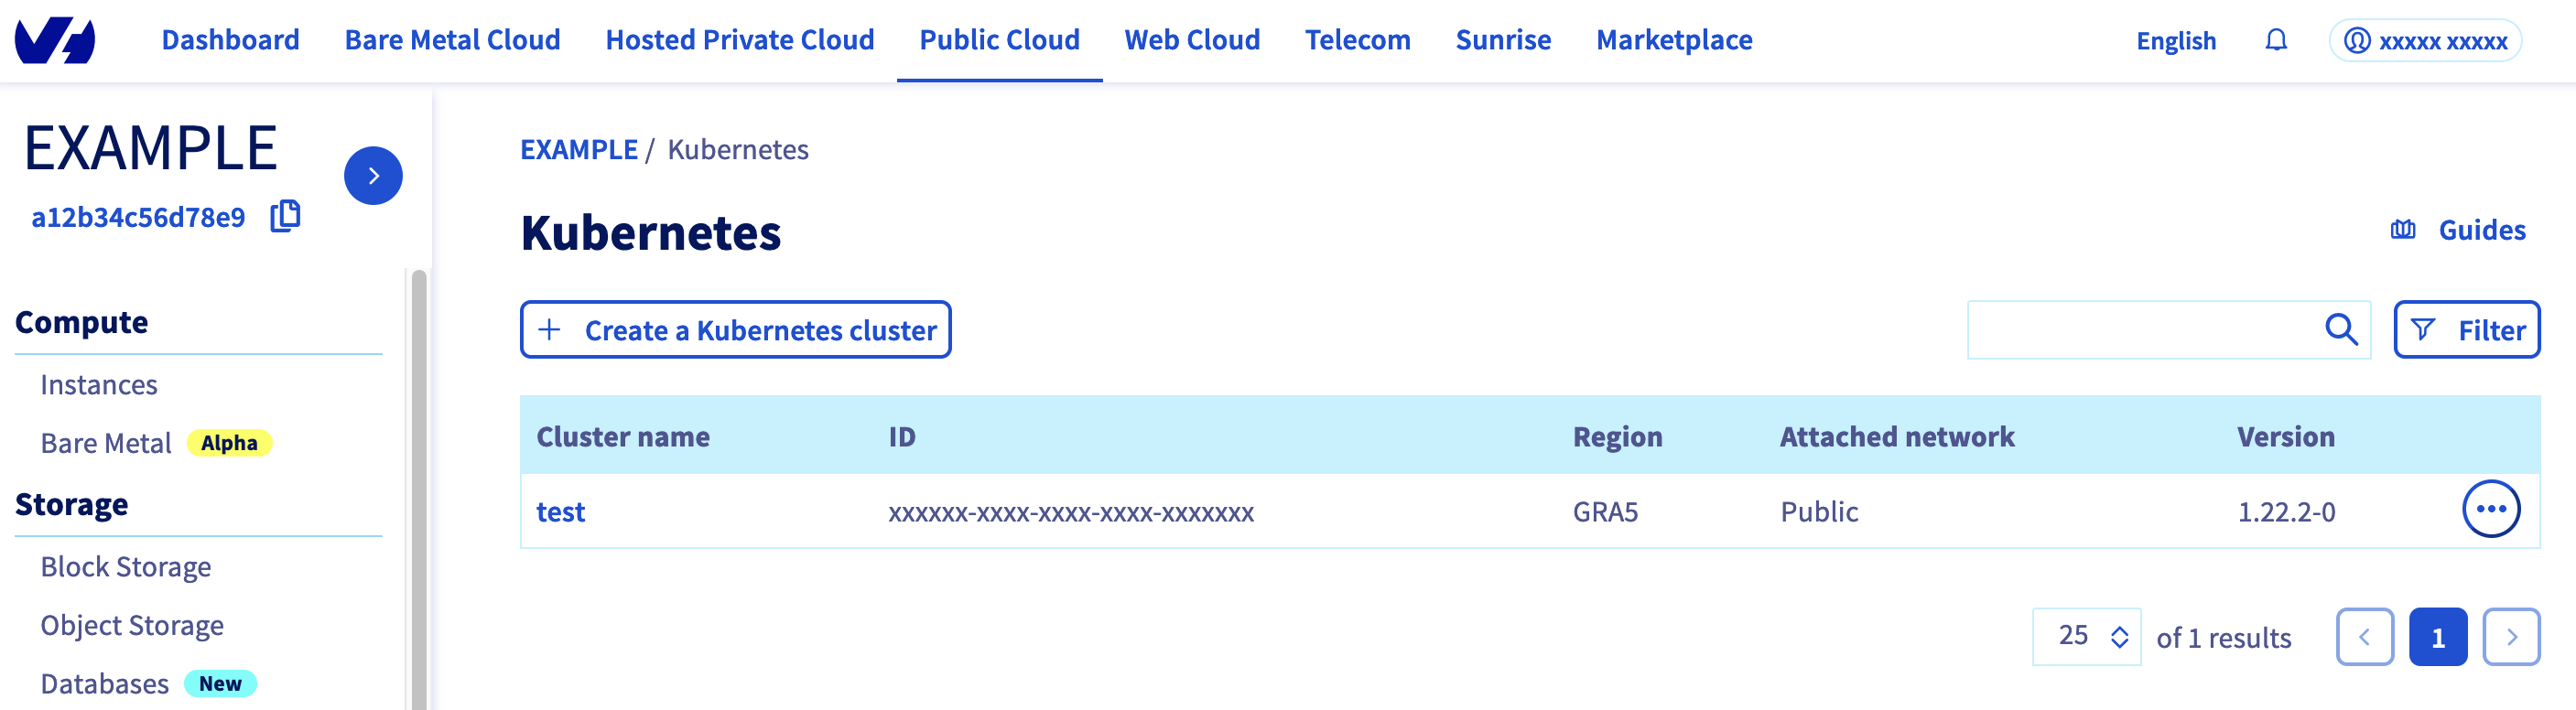 Dashboard Bare Metal Cloud Hosted Private Cloud Public Cloud Web Cloud Telecom Sunrise Marketplace English xxxxx xxxxx
EXAMPLE
a12b34c56d78e9
Compute
Instances
Bare Metal Alpha
Storage
Block Storage
Object Storage
Databases New
EXAMPLE / Kubernetes
Kubernetes
Guides
+ Create a Kubernetes cluster
Filter
Cluster name ID Region Attached network Version
test xxxxxx-xxxx-xxxx-xxxx-xxxxxxx GRA5 Public 1.22.2-0
25 of 1 results 1